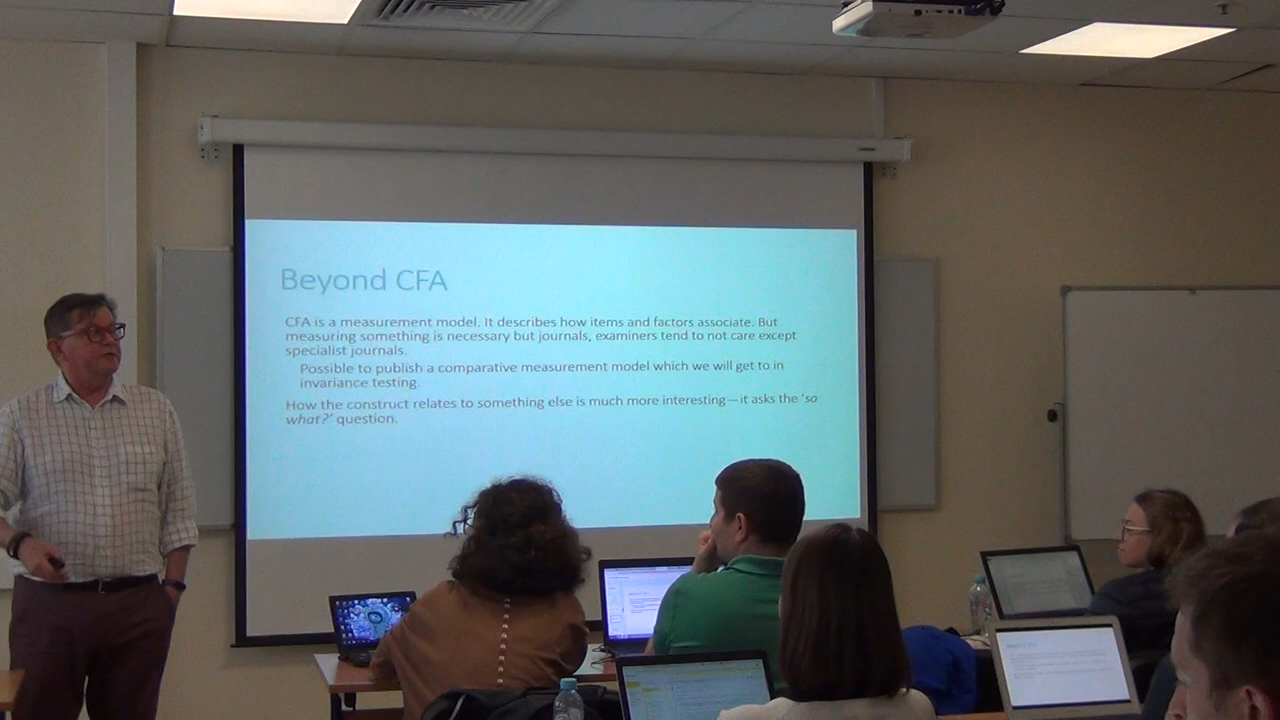 Beyond CFA
CFA is a measurement model. It describes how items and factors associate. But
measuring something is necessary but journals, examiners tend to not care except
specialist journals.
Possible to publish a comparative measurement model which we will get to in
invariance testing.
How the construct relates to something else is much more interesting—it asks the 'so
what?' question.